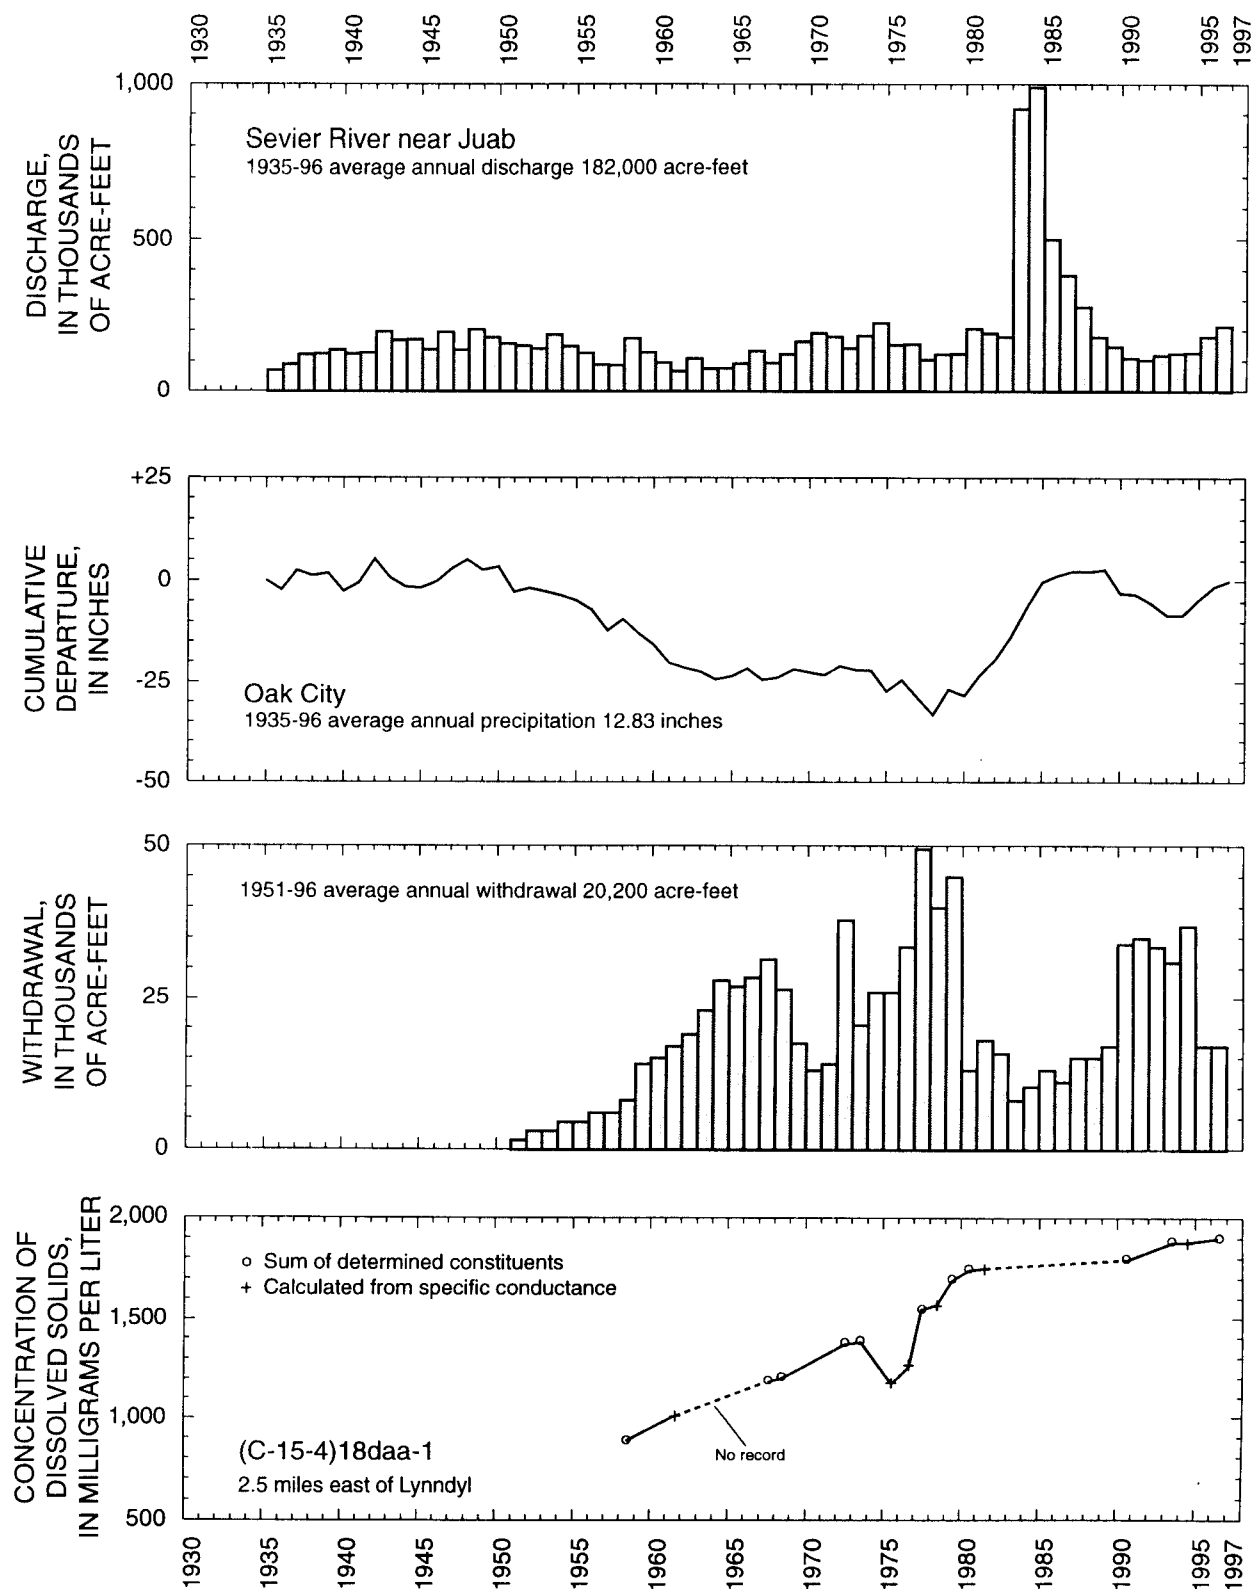 1930 1935 1940 1945 1950 1955 1960 1965 1970 1975 1980 1985 1990 1995 1997
DISCHARGE,
IN THOUSANDS
OF ACRE-FEET
1,000
500
0
Sevier River near Juab
1935-96 average annual discharge 182,000 acre-feet
CUMULATIVE
DEPARTURE,
IN INCHES
+25
0
-25
-50
Oak City
1935-96 average annual precipitation 12.83 inches
WITHDRAWAL,
IN THOUSANDS
OF ACRE-FEET
50
25
0
1951-96 average annual withdrawal 20,200 acre-feet
CONCENTRATION OF
DISSOLVED SOLIDS,
IN MILLIGRAMS PER LITER
2,000
1,500
1,000
500
Sum of determined constituents
+ Calculated from specific conductance
No record
(C-15-4)18daa-1
2.5 miles east of Lynndyl
1930 1935 1940 1945 1950 1955 1960 1965 1970 1975 1980 1985 1990 1995 1997